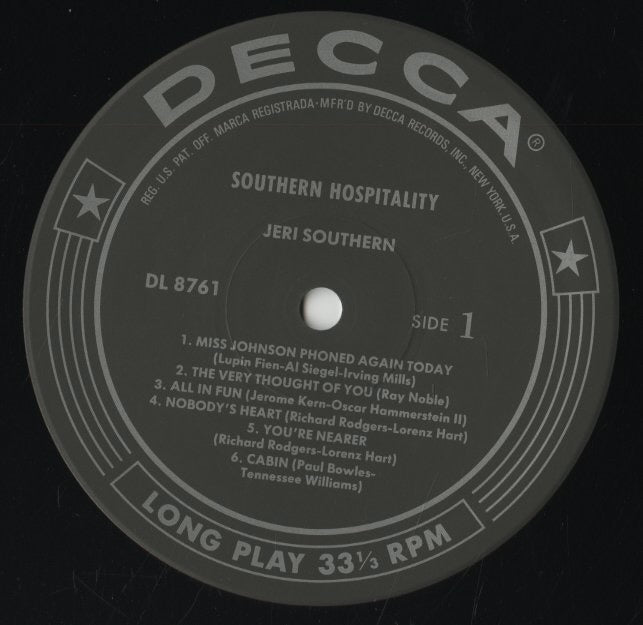 DECCA®
REG. U.S. PAT. OFF. MARCA REGISTRADA·MFR'D BY DECCA RECORDS, INC., NEW YORK, U.S.A.
SOUTHERN HOSPITALITY
JERI SOUTHERN
DL 8761
SIDE 1
1. MISS JOHNSON PHONED AGAIN TODAY
(Lupin Fien-Al Siegel-Irving Mills)
2. THE VERY THOUGHT OF YOU (Ray Noble)
3. ALL IN FUN (Jerome Kern-Oscar Hammerstein II)
4. NOBODY'S HEART (Richard Rodgers-Lorenz Hart)
5. YOU'RE NEARER
(Richard Rodgers-Lorenz Hart)
6. CABIN (Paul Bowles-
Tennessee Williams)
LONG PLAY 33⅓ RPM